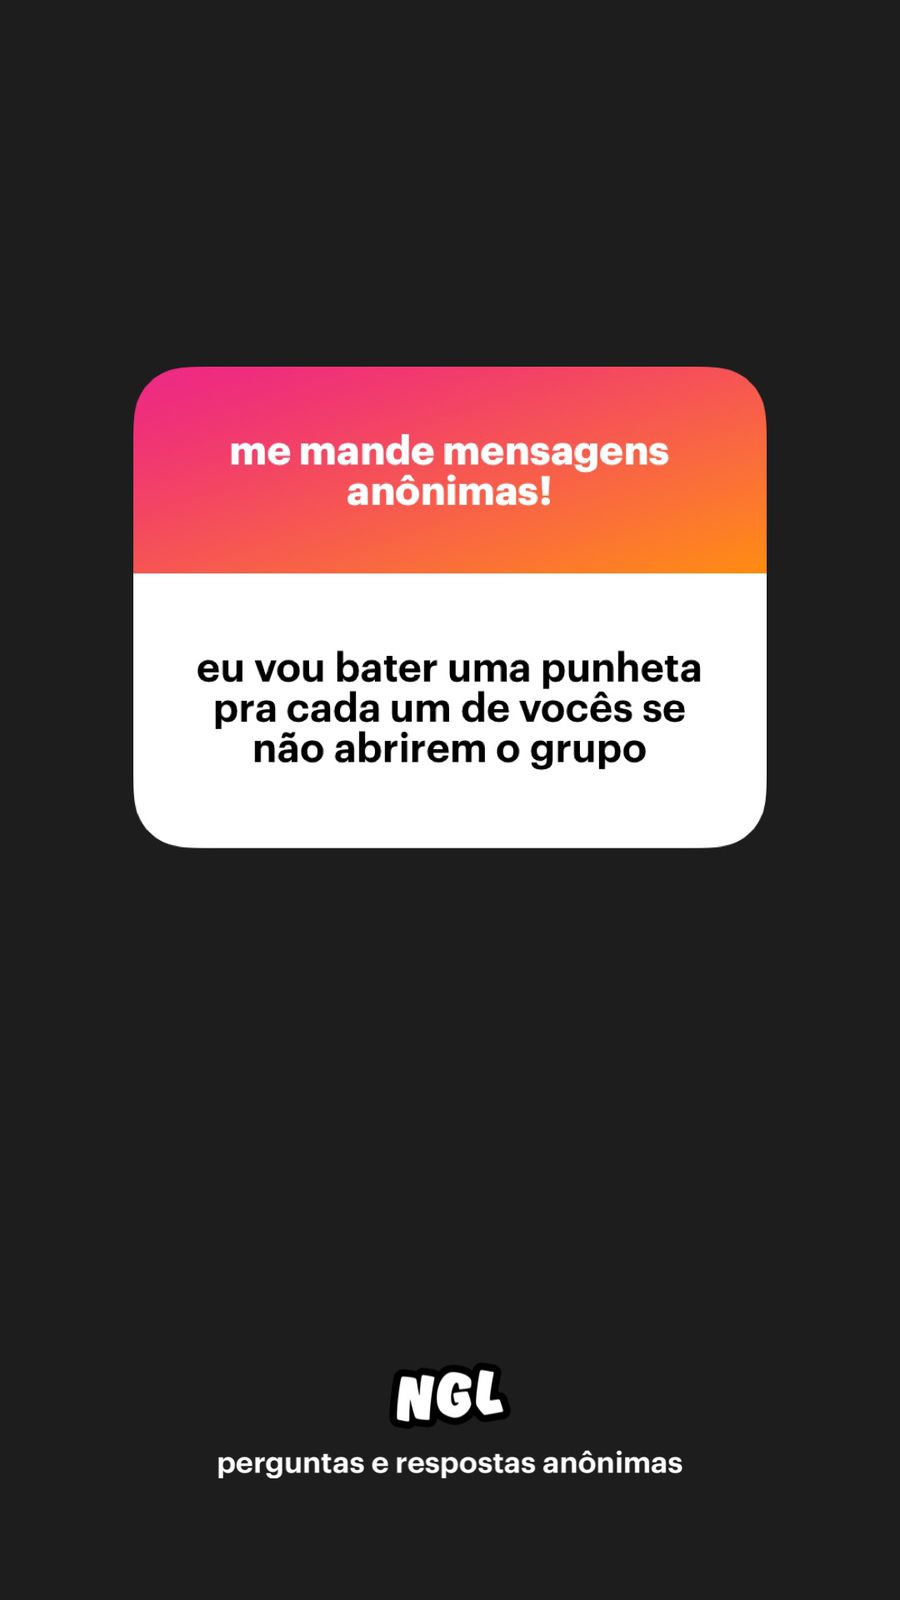 me mande mensagens
anônimas!
eu vou bater uma punheta
pra cada um de vocês se
não abrirem o grupo
NGL
perguntas e respostas anônimas